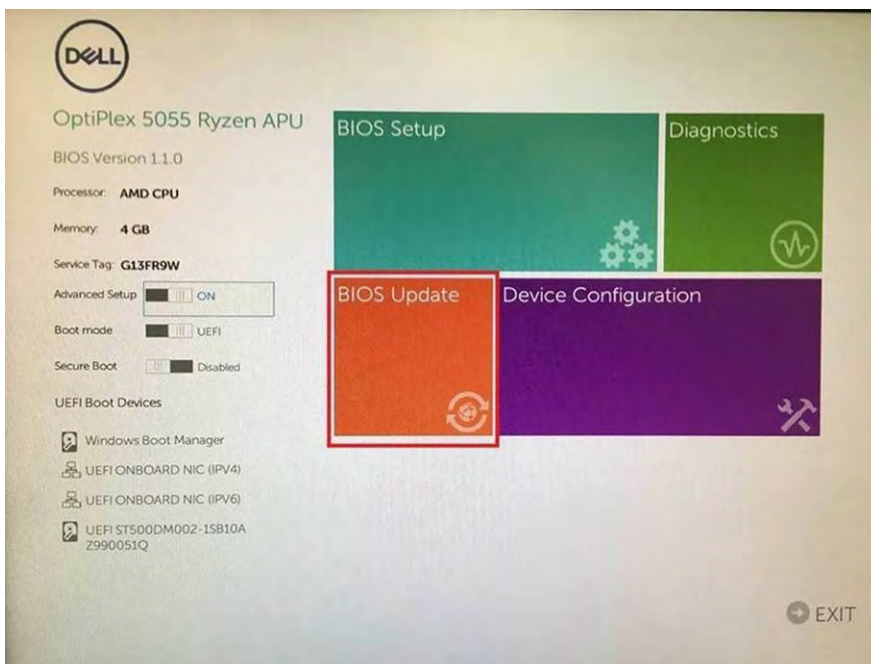 DELL
OptiPlex 5055 Ryzen APU
BIOS Version 1.1.0
Processor: AMD CPU
Memory: 4 GB
Service Tag: G13FR9W
Advanced Setup ON
Boot mode UEFI
Secure Boot Disabled
UEFI Boot Devices
Windows Boot Manager
UEFI ONBOARD NIC (IPV4)
UEFI ONBOARD NIC (IPV6)
UEFI ST500DM002-1SB10A
Z990051Q
BIOS Setup
Diagnostics
BIOS Update
Device Configuration
EXIT